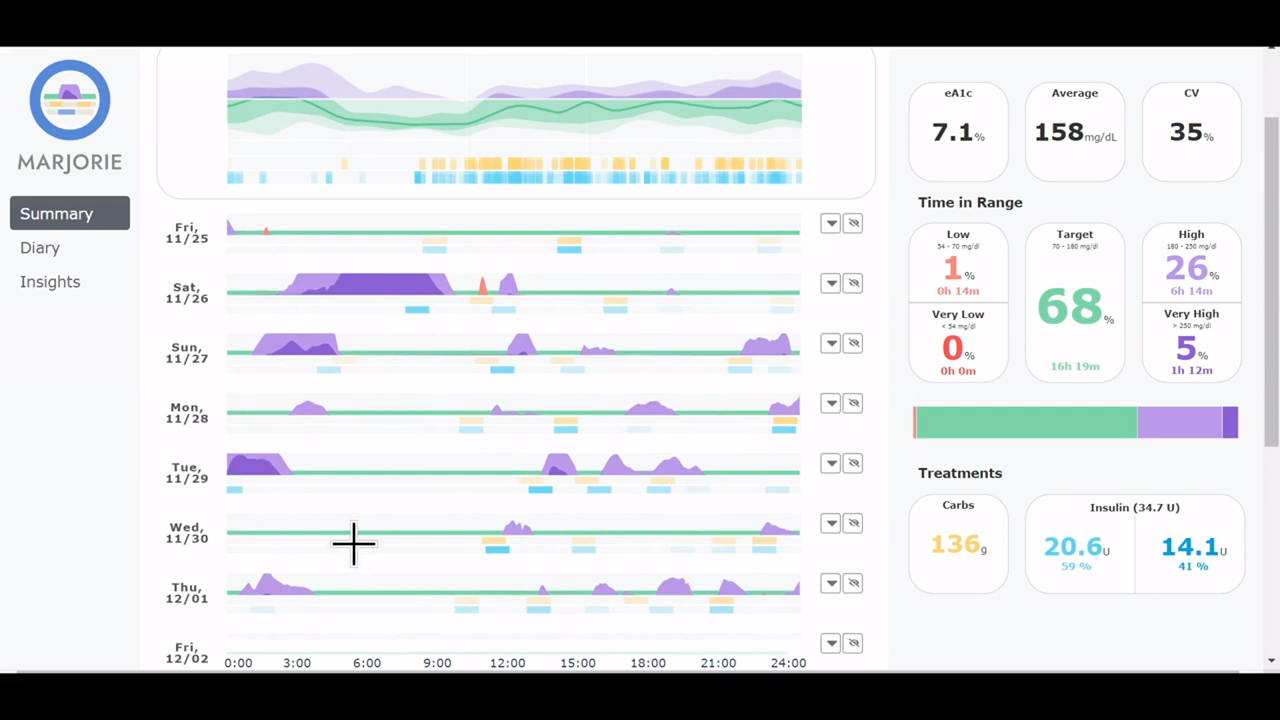 MARJORIE
Summary
Diary
Insights
Fri,
11/25
Sat,
11/26
Sun,
11/27
Mon,
11/28
Tue,
11/29
Wed,
11/30
Thu,
12/01
Fri,
12/02
0:00 3:00 6:00 9:00 12:00 15:00 18:00 21:00 24:00
eA1c
7.1%
Average
158mg/dL
CV
35%
Time in Range
Low
54 - 70 mg/dl
1%
0h 14m
Very Low
< 54 mg/dl
0%
0h 0m
Target
70 - 180 mg/dl
68%
16h 19m
High
180 - 250 mg/dl
26%
6h 14m
Very High
> 250 mg/dl
5%
1h 12m
Treatments
Carbs
136g
Insulin (34.7 U)
20.6U
59 %
14.1U
41 %